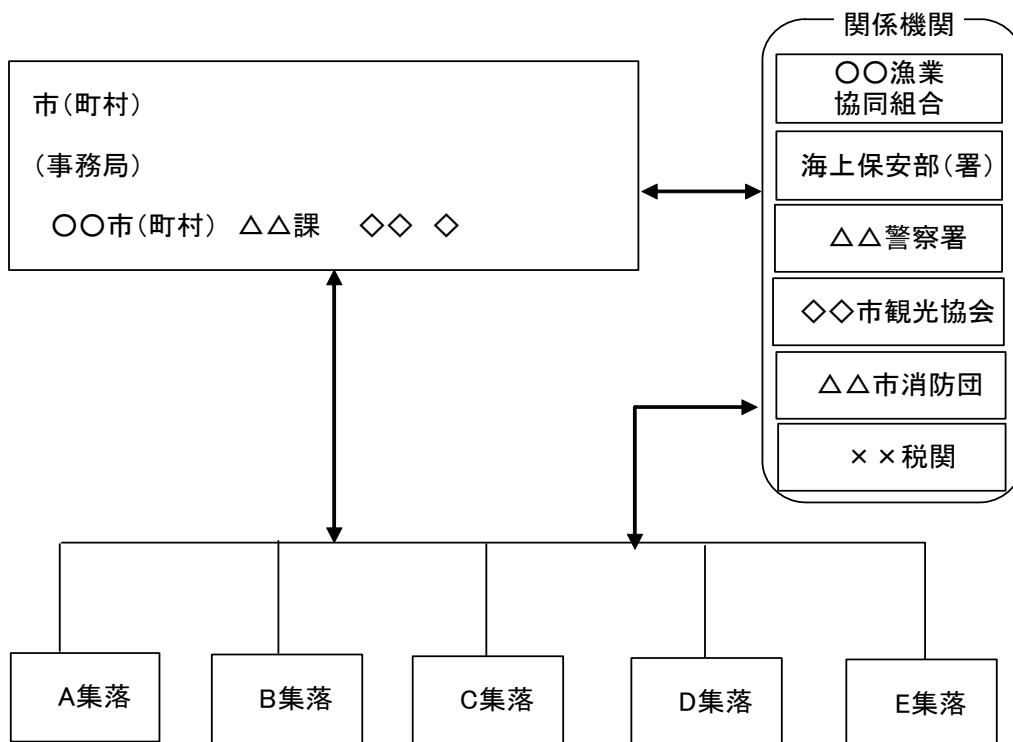 関係機関
市(町村)
(事務局)
〇〇市(町村) △△課 ◇◇ ◇
〇〇漁業
協同組合
海上保安部(署)
△△警察署
◇◇市観光協会
△△市消防団
××税関
A集落
B集落
C集落
D集落
E集落